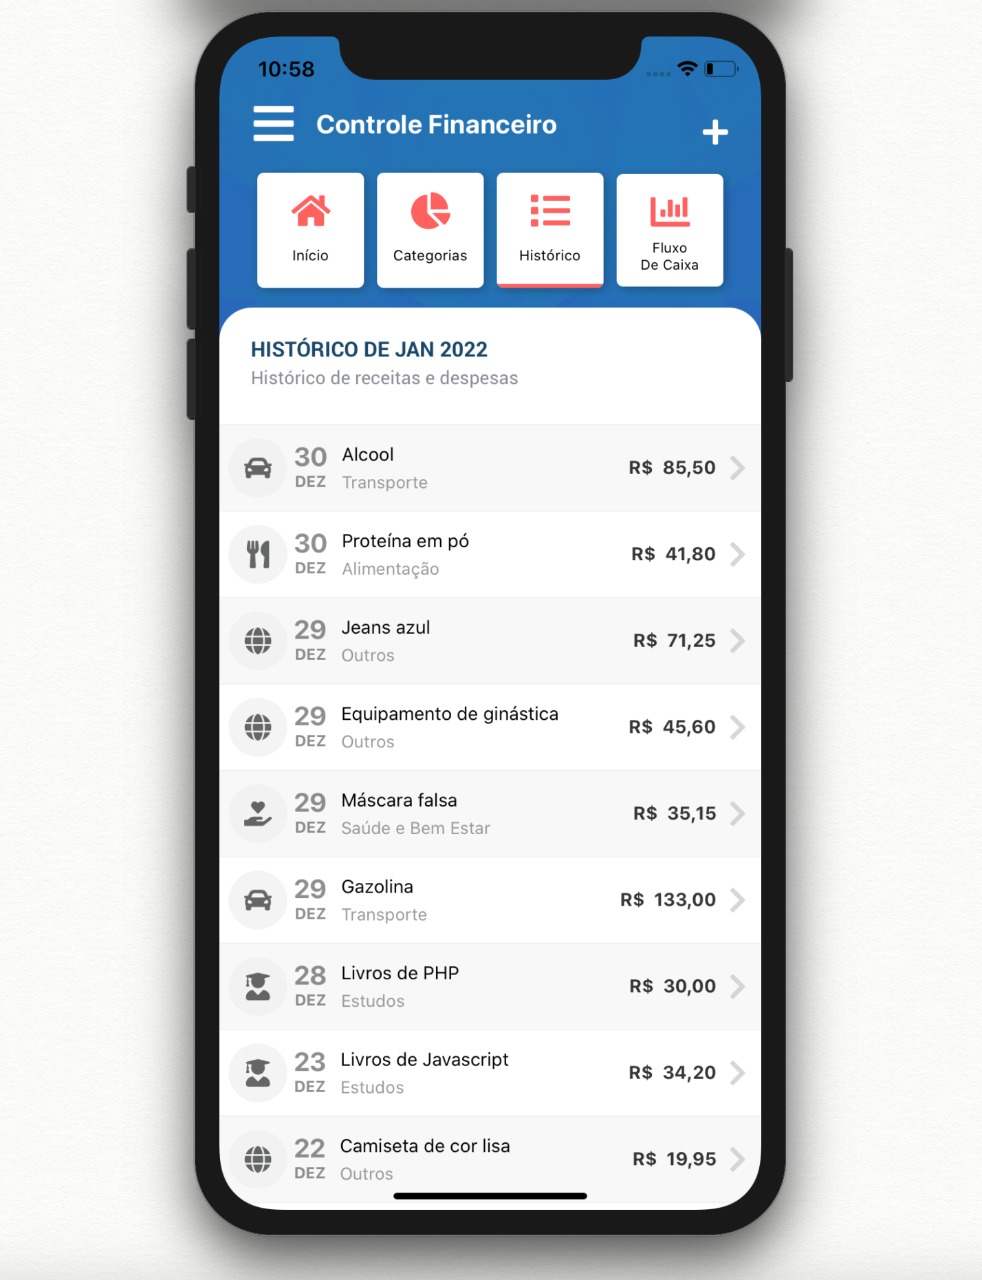 10:58
Controle Financeiro
+
Início
Categorias
Histórico
Fluxo
De Caixa
HISTÓRICO DE JAN 2022
Histórico de receitas e despesas
30 Alcool R$ 85,50
DEZ Transporte
30 Proteína em pó R$ 41,80
DEZ Alimentação
29 Jeans azul R$ 71,25
DEZ Outros
29 Equipamento de ginástica R$ 45,60
DEZ Outros
29 Máscara falsa R$ 35,15
DEZ Saúde e Bem Estar
29 Gazolina R$ 133,00
DEZ Transporte
28 Livros de PHP R$ 30,00
DEZ Estudos
23 Livros de Javascript R$ 34,20
DEZ Estudos
22 Camiseta de cor lisa R$ 19,95
DEZ Outros